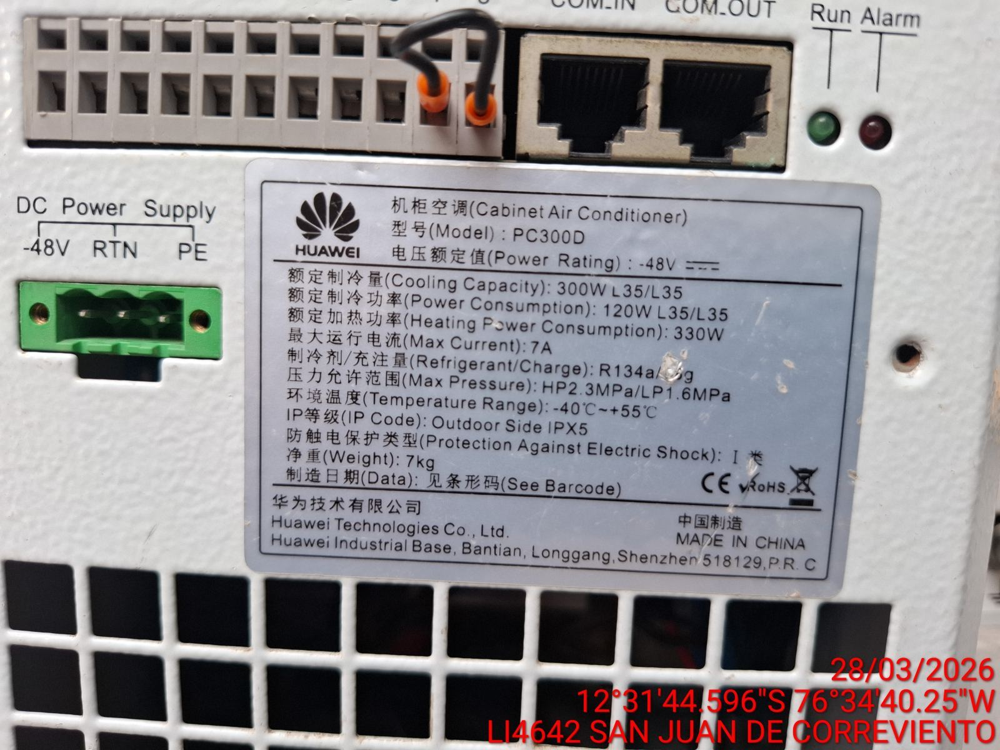 COM-IN COM-OUT Run Alarm
DC Power Supply
-48V RTN PE
HUAWEI
机柜空调(Cabinet Air Conditioner)
型号(Model) : PC300D
电压额定值(Power Rating) : -48V
额定制冷量(Cooling Capacity): 300W L35/L35
额定制冷功率(Power Consumption): 120W L35/L35
额定加热功率(Heating Power Consumption): 330W
最大运行电流(Max Current): 7A
制冷剂/充注量(Refrigerant/Charge): R134a/ g
压力允许范围(Max Pressure): HP2.3MPa/LP1.6MPa
环境温度(Temperature Range): -40℃~+55℃
IP等级(IP Code): Outdoor Side IPX5
防触电保护类型(Protection Against Electric Shock): I 类
净重(Weight): 7kg
制造日期(Data): 见条形码(See Barcode)
CE RoHS
华为技术有限公司
Huawei Technologies Co., Ltd.
Huawei Industrial Base, Bantian, Longgang, Shenzhen 518129, P.R. C
中国制造
MADE IN CHINA
28/03/2026
12°31'44.596"S 76°34'40.25"W
LI4642 SAN JUAN DE CORREVIENTO